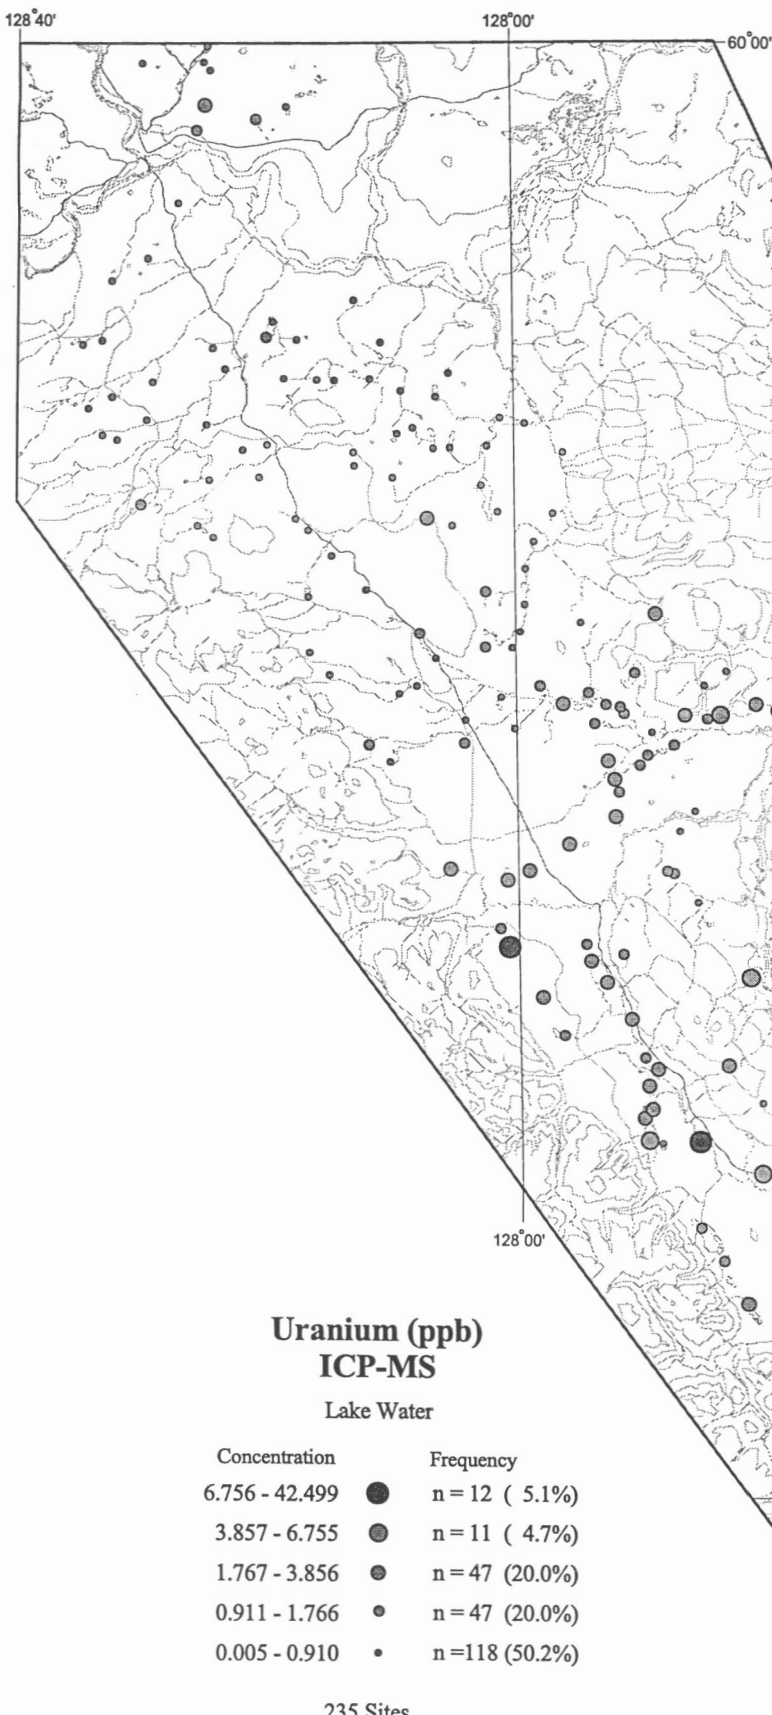 128°40'
128°00'
60°00'
128°00'
Uranium (ppb)
ICP-MS
Lake Water
Concentration Frequency
6.756 - 42.499 n = 12 ( 5.1%)
3.857 - 6.755 n = 11 ( 4.7%)
1.767 - 3.856 n = 47 (20.0%)
0.911 - 1.766 n = 47 (20.0%)
0.005 - 0.910 n =118 (50.2%)
235 Sites